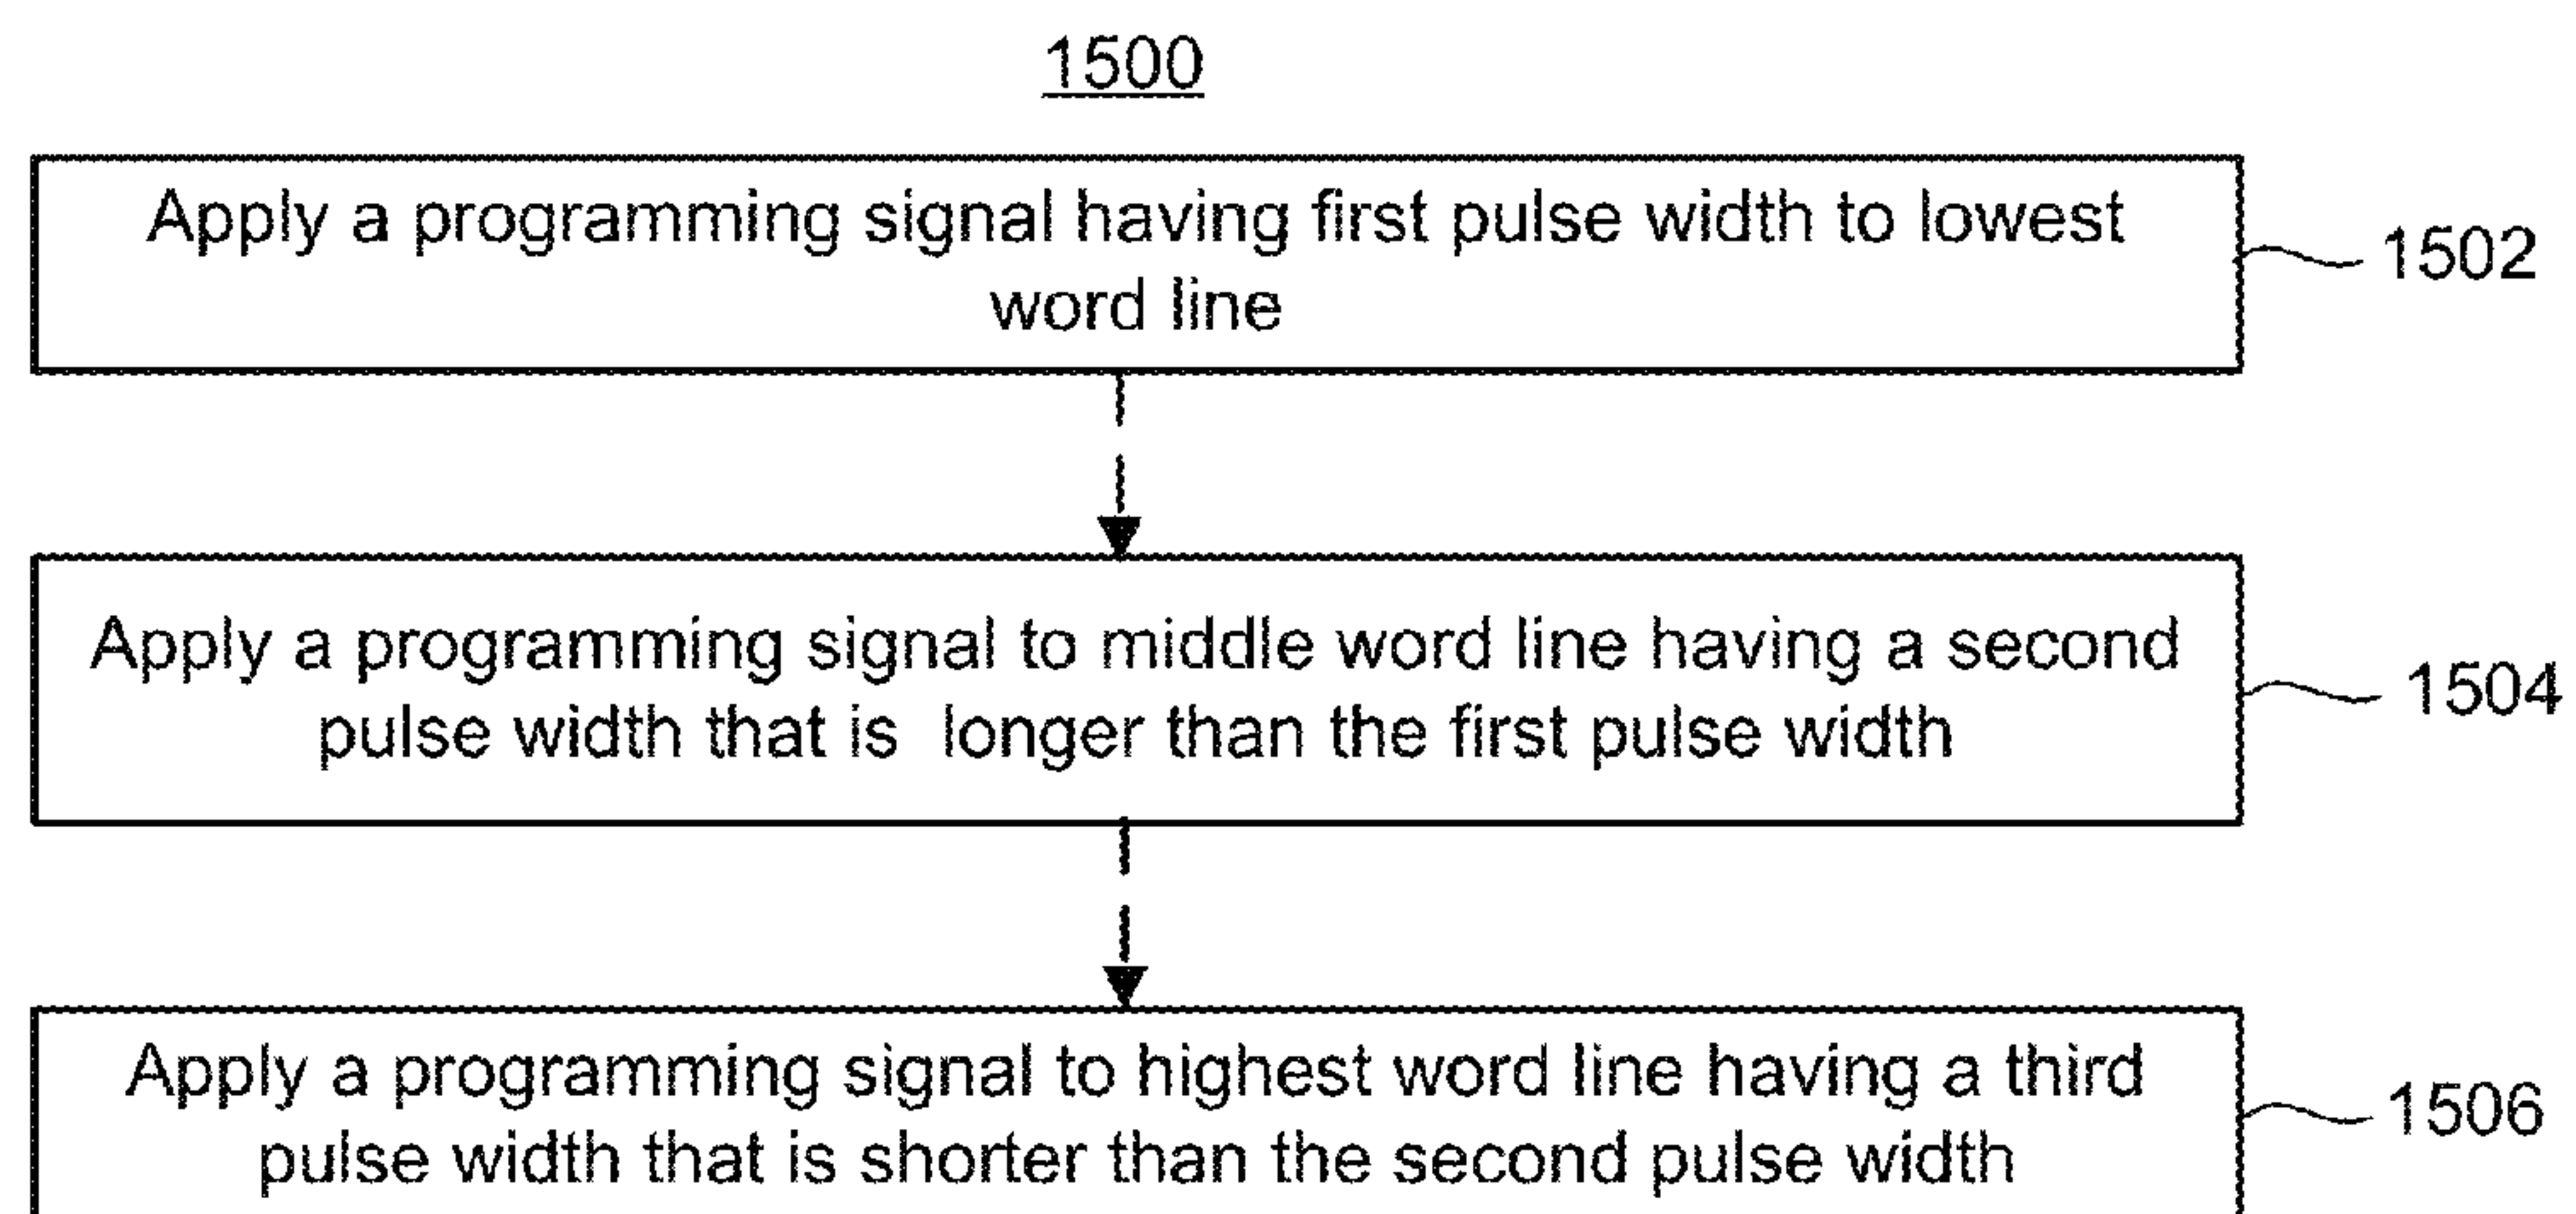 1500
Apply a programming signal having first pulse width to lowest
word line
1502
Apply a programming signal to middle word line having a second
pulse width that is longer than the first pulse width
1504
Apply a programming signal to highest word line having a third
pulse width that is shorter than the second pulse width
1506